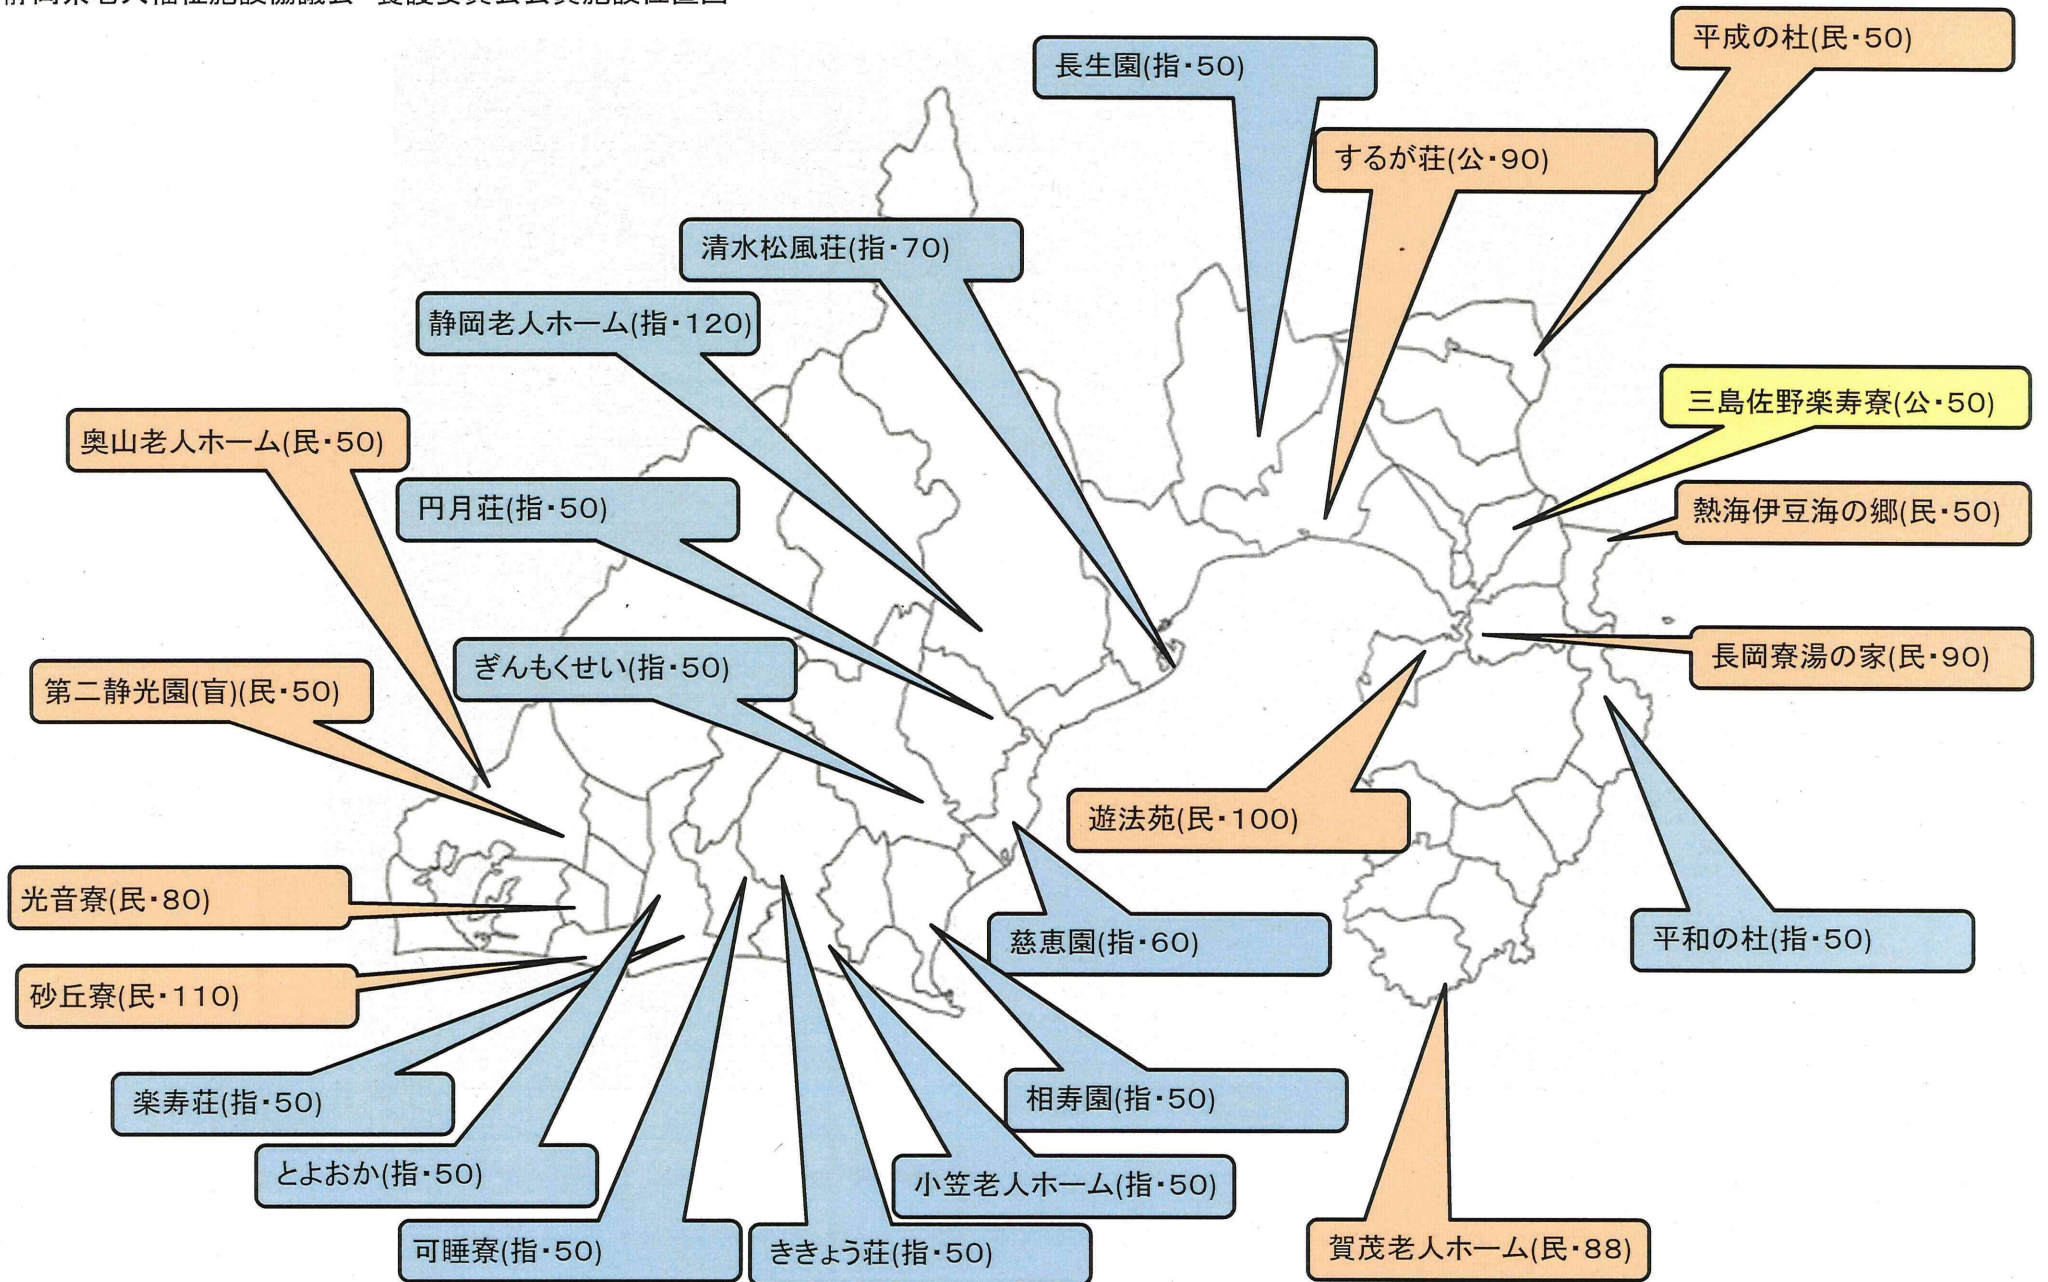 平成の杜(民・50)
長生園(指・50)
するが荘(公・90)
清水松風荘(指・70)
静岡老人ホーム(指・120)
三島佐野楽寿寮(公・50)
奥山老人ホーム(民・50)
円月荘(指・50)
熱海伊豆海の郷(民・50)
ぎんもくせい(指・50)
長岡寮湯の家(民・90)
第二静光園(盲)(民・50)
遊法苑(民・100)
光音寮(民・80)
慈恵園(指・60)
平和の杜(指・50)
砂丘寮(民・110)
楽寿荘(指・50)
相寿園(指・50)
とよおか(指・50)
小笠老人ホーム(指・50)
可睡寮(指・50)
ききょう荘(指・50)
賀茂老人ホーム(民・88)